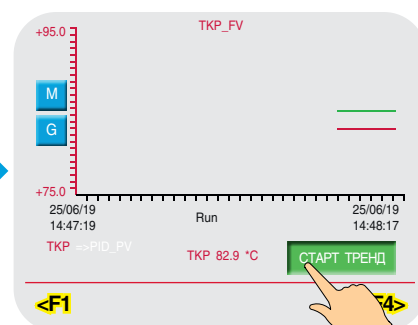 TKP_FV
+95.0
M
G
+75.0
25/06/19 Run 25/06/19
14:47:19 14:48:17
TKP =>PID_PV TKP 82.9 *C СТАРТ ТРЕНД
<F1 F4>